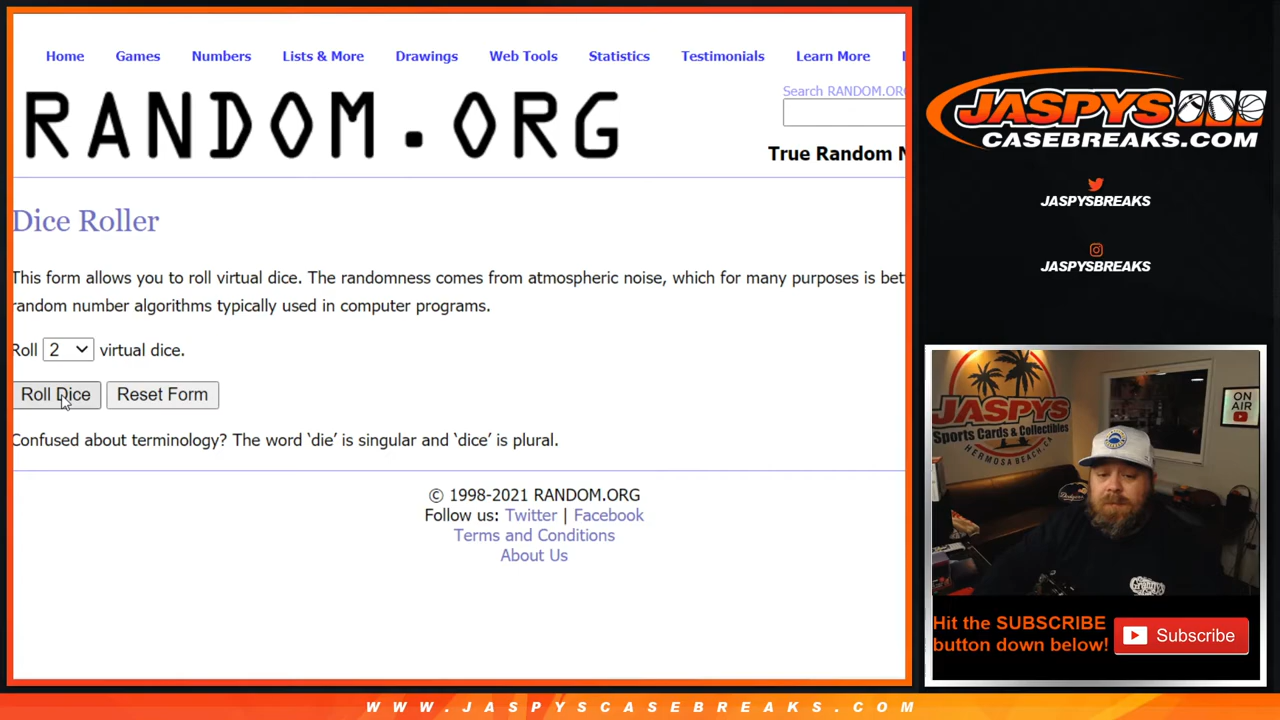 Home Games Numbers Lists & More Drawings Web Tools Statistics Testimonials Learn More
RANDOM.ORG
Search RANDOM.ORG
True Random N
Dice Roller
This form allows you to roll virtual dice. The randomness comes from atmospheric noise, which for many purposes is bet
random number algorithms typically used in computer programs.
Roll 2 virtual dice.
Roll Dice Reset Form
Confused about terminology? The word ‘die’ is singular and ‘dice’ is plural.
© 1998-2021 RANDOM.ORG
Follow us: Twitter | Facebook
Terms and Conditions
About Us
JASPYS
CASEBREAKS.COM
JASPYSBREAKS
JASPYSBREAKS
JASPYS
Sports Cards & Collectibles
HERMOSA BEACH, CA
ON
AIR
Hit the SUBSCRIBE
button down below!
Subscribe
WWW.JASPYSCASEBREAKS.COM